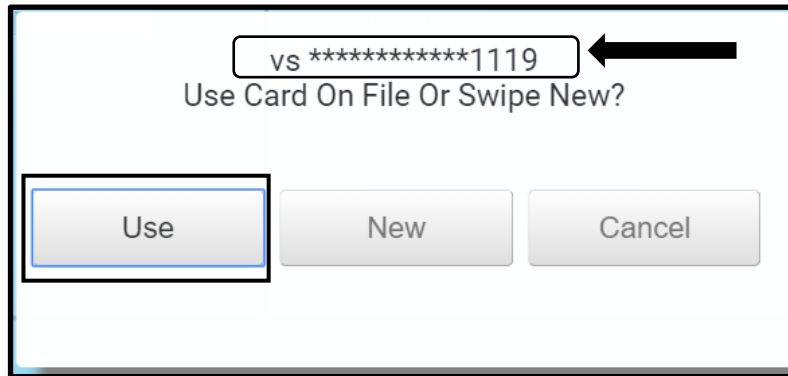 vs ************1119
Use Card On File Or Swipe New?
Use
New
Cancel